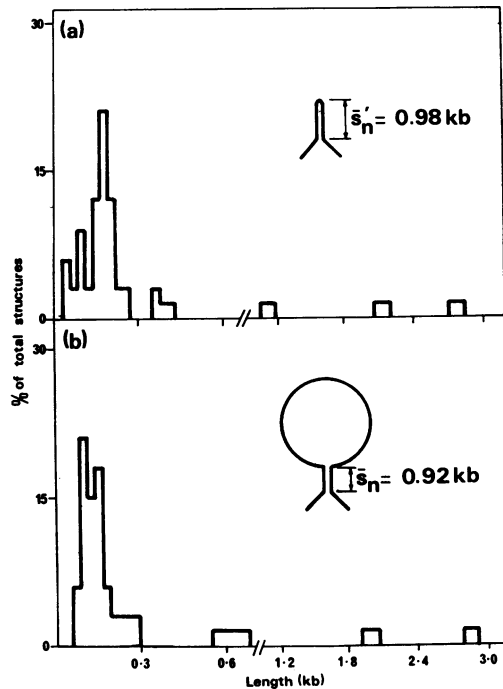 (a)
30
15
0
s̄'n = 0.98 kb
% of total structures
(b)
30
15
0
s̄n = 0.92 kb
0.3 0.6 1.2 1.8 2.4 3.0
Length (kb)